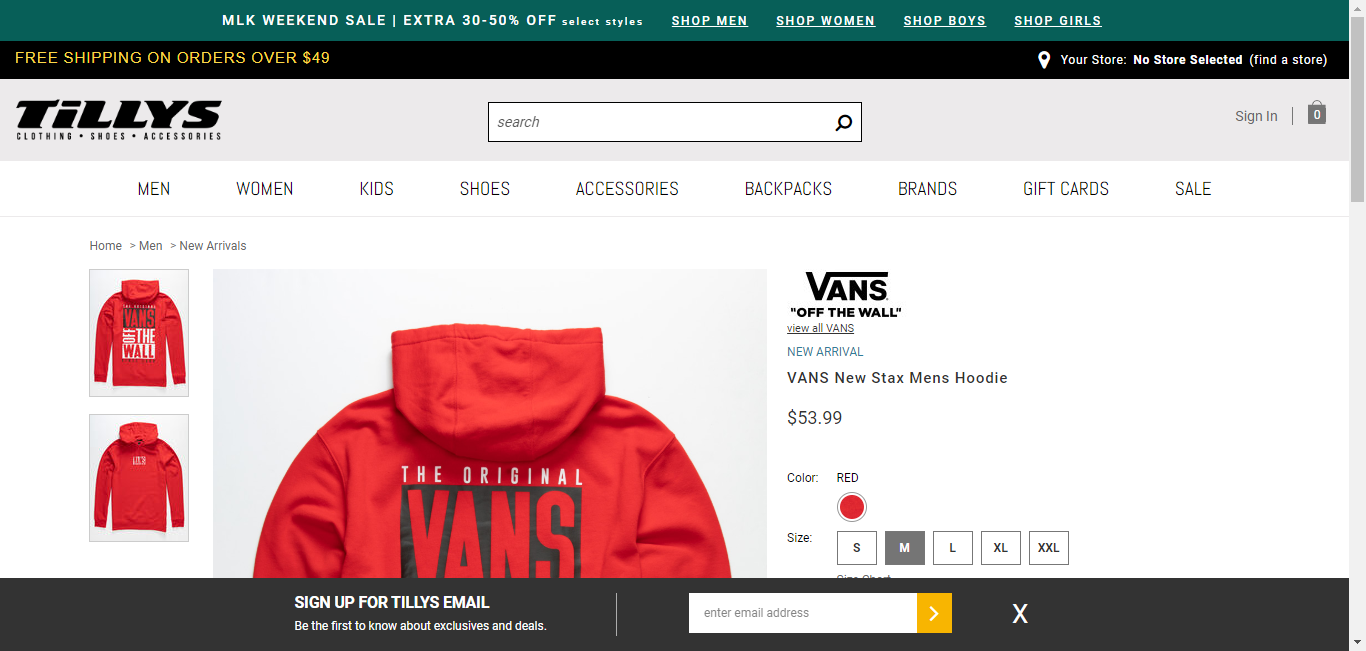 MLK WEEKEND SALE | EXTRA 30-50% OFF select styles SHOP MEN SHOP WOMEN SHOP BOYS SHOP GIRLS
FREE SHIPPING ON ORDERS OVER $49
Your Store: No Store Selected (find a store)
TILLYS
CLOTHING • SHOES • ACCESSORIES
search
Sign In
0
MEN WOMEN KIDS SHOES ACCESSORIES BACKPACKS BRANDS GIFT CARDS SALE
Home > Men > New Arrivals
THE ORIGINAL
VANS
OFF THE
WALL
THE ORIGINAL
VANS
VANS
"OFF THE WALL"
view all VANS
NEW ARRIVAL
VANS New Stax Mens Hoodie
$53.99
Color: RED
Size: S M L XL XXL
Size Chart
SIGN UP FOR TILLYS EMAIL
Be the first to know about exclusives and deals.
enter email address
X